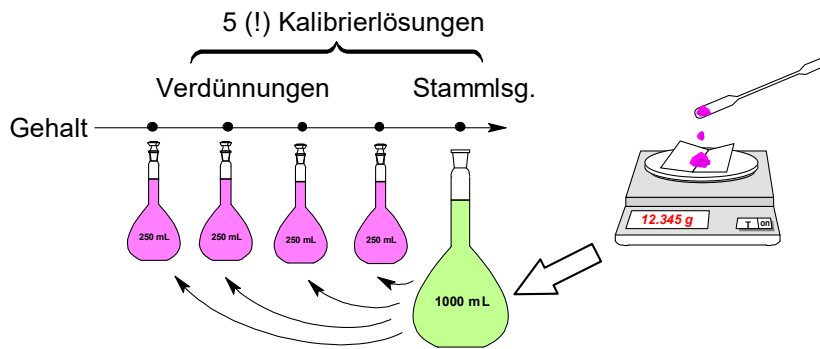 5 (!) Kalibrierlösungen
Verdünnungen
Stammlsg.
Gehalt
250 mL
250 mL
250 mL
250 mL
1000 mL
12.345 g
T
on